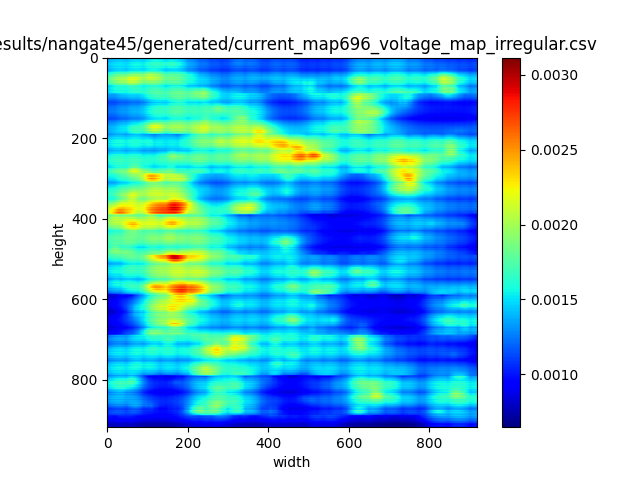 esults/nangate45/generated/current_map696_voltage_map_irregular.csv
0
200
400
600
800
height
0 200 400 600 800
width
0.0030
0.0025
0.0020
0.0015
0.0010